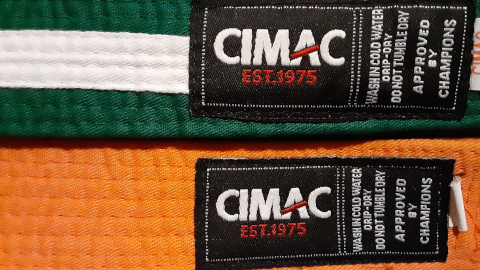 CIMAC
EST.1975
WASH IN COLD WATER
DRIP-DRY
DO NOT TUMBLE DRY
APPROVED
BY
CHAMPIONS
CIMAC
CIMAC
EST.1975
WASH IN COLD WATER
DRIP-DRY
DO NOT TUMBLE DRY
APPROVED
BY
CHAMPIONS